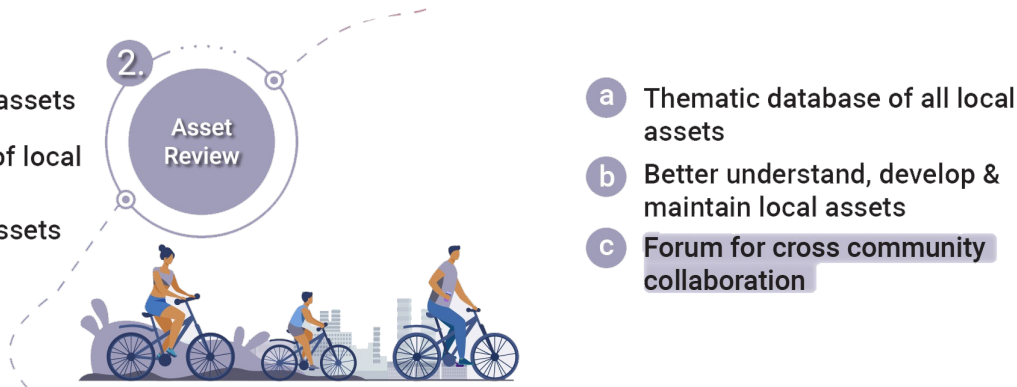 assets
of local
ssets
2.
Asset
Review
a
Thematic database of all local
assets
b
Better understand, develop &
maintain local assets
c
Forum for cross community
collaboration